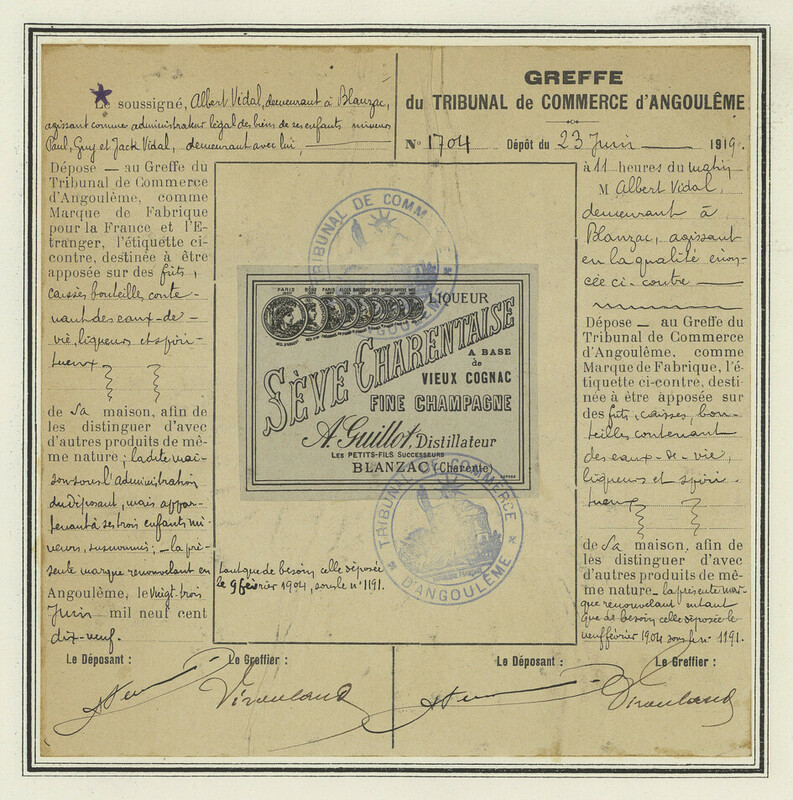 Le soussigné, Albert Vidal, demeurant à Blanzac,
agissant comme administrateur légal des biens de ses enfants mineurs
Paul, Guy et Jack Vidal, demeurant avec lui,
Dépose — au Greffe du
Tribunal de Commerce
d'Angoulême, comme
Marque de Fabrique
pour la France et l'E-
tranger, l'étiquette ci-
contre, destinée à être
apposée sur des fûts,
caisses bouteilles conte-
nant des eaux-de-
vie, liqueurs et spiri-
tueux
de sa maison, afin de
les distinguer d'avec
d'autres produits de mê-
me nature; ladite mai-
son sous l'administration
du déposant, mais appar-
tenant à ses trois enfants mi-
neurs, susnommés; — la pré-
sente marque renouvelant en
Angoulême, le vingt-trois
Juin mil neuf cent
dix-neuf.
Le Déposant : Le Greffier :
tant que de besoin celle déposée
le 9 février 1904, sous le n° 1191.
TRIBUNAL DE COMMERCE
D'ANGOULÊME
PARIS
LIQUEUR
SÈVE CHARENTAISE
A BASE
de
VIEUX COGNAC
FINE CHAMPAGNE
A. Guillot, Distillateur
LES PETITS-FILS SUCCESSEURS
BLANZAC (Charente)
TRIBUNAL DE COMMERCE
D'ANGOULÊME
GREFFE
du TRIBUNAL de COMMERCE d'ANGOULÊME
N° 1704 Dépôt du 23 Juin 1919.
à 11 heures du matin
M Albert Vidal,
demeurant à
Blanzac, agissant
en la qualité énon-
cée ci-contre
Dépose — au Greffe du
Tribunal de Commerce
d'Angoulême, comme
Marque de Fabrique, l'é-
tiquette ci-contre, desti-
née à être apposée sur
des fûts, caisses, bou-
teilles contenant
des eaux-de-vie,
liqueurs et spiri-
tueux
de sa maison, afin de
les distinguer d'avec
d'autres produits de mê-
me nature — la présente mar-
que renouvelant en tant
que de besoin celle déposée le
neuf février 1904 sous le n° 1191.
Le Déposant : Le Greffier :